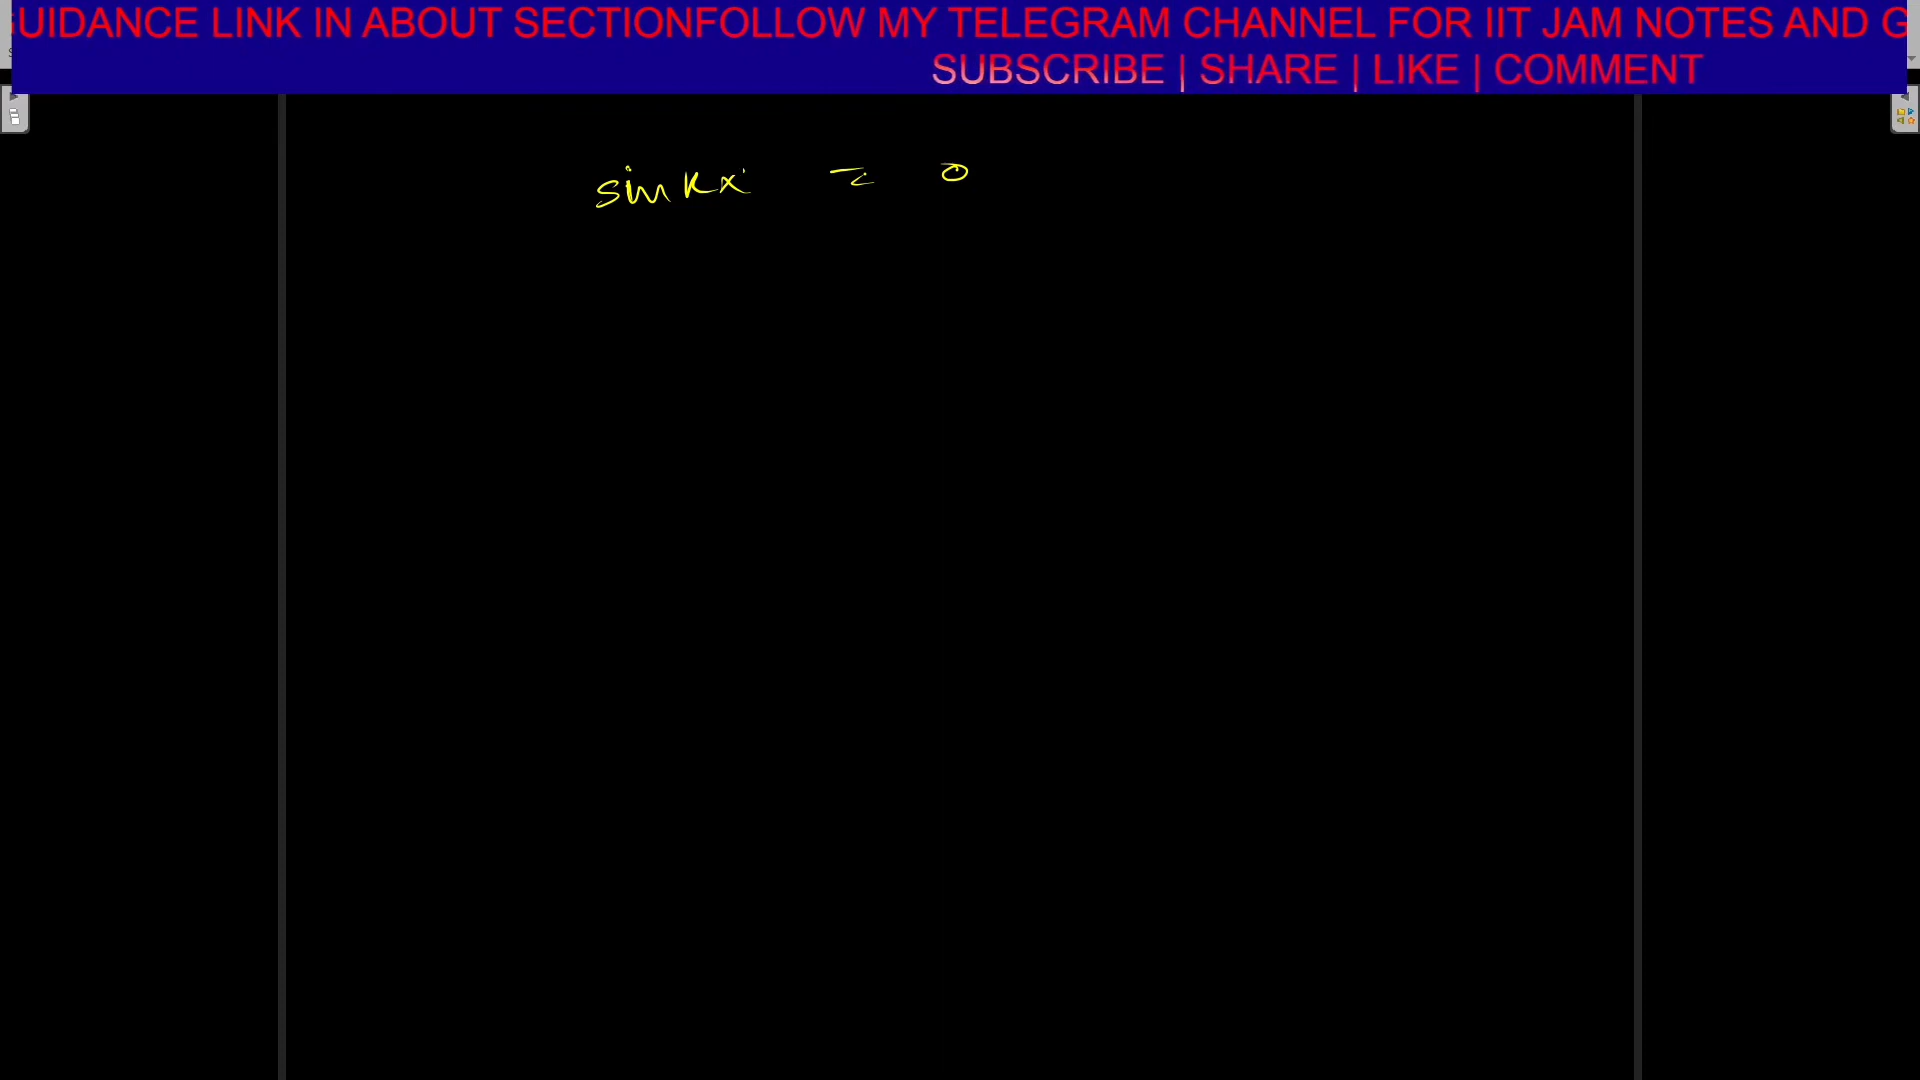 UIDANCE LINK IN ABOUT SECTIONFOLLOW MY TELEGRAM CHANNEL FOR IIT JAM NOTES AND G
SUBSCRIBE | SHARE | LIKE | COMMENT
sin kx = 0